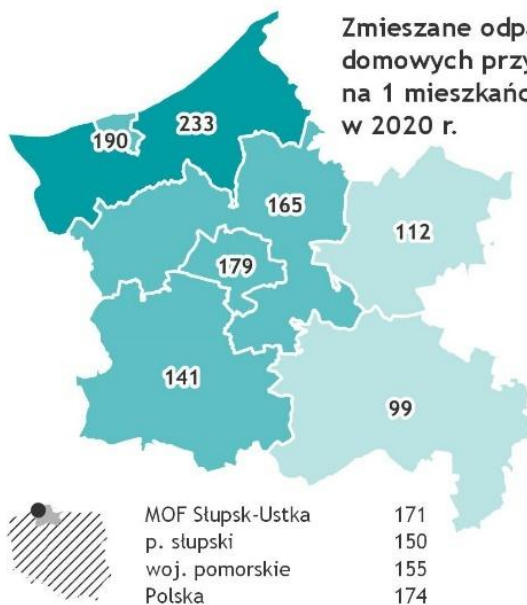 Zmieszane odpa
domowych przy
na 1 mieszkańc
w 2020 r.
190
233
165
112
179
141
99
MOF Słupsk-Ustka 171
p. słupski 150
woj. pomorskie 155
Polska 174